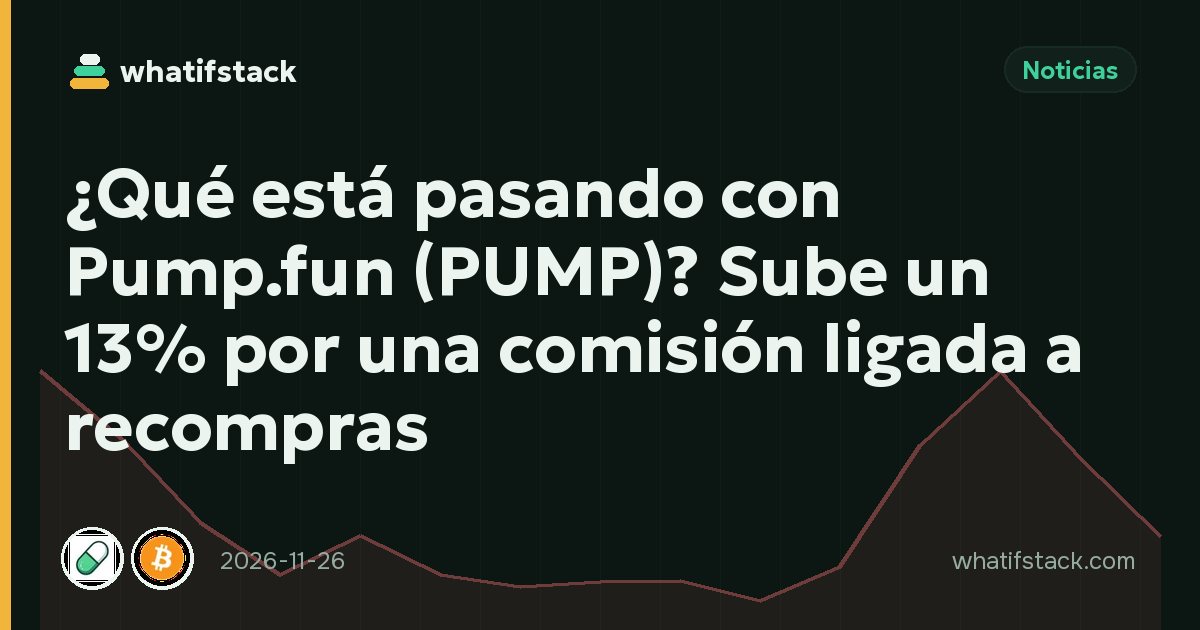 whatifstack
Noticias
¿Qué está pasando con
Pump.fun (PUMP)? Sube un
13% por una comisión ligada a
recompras
2026-11-26
whatifstack.com